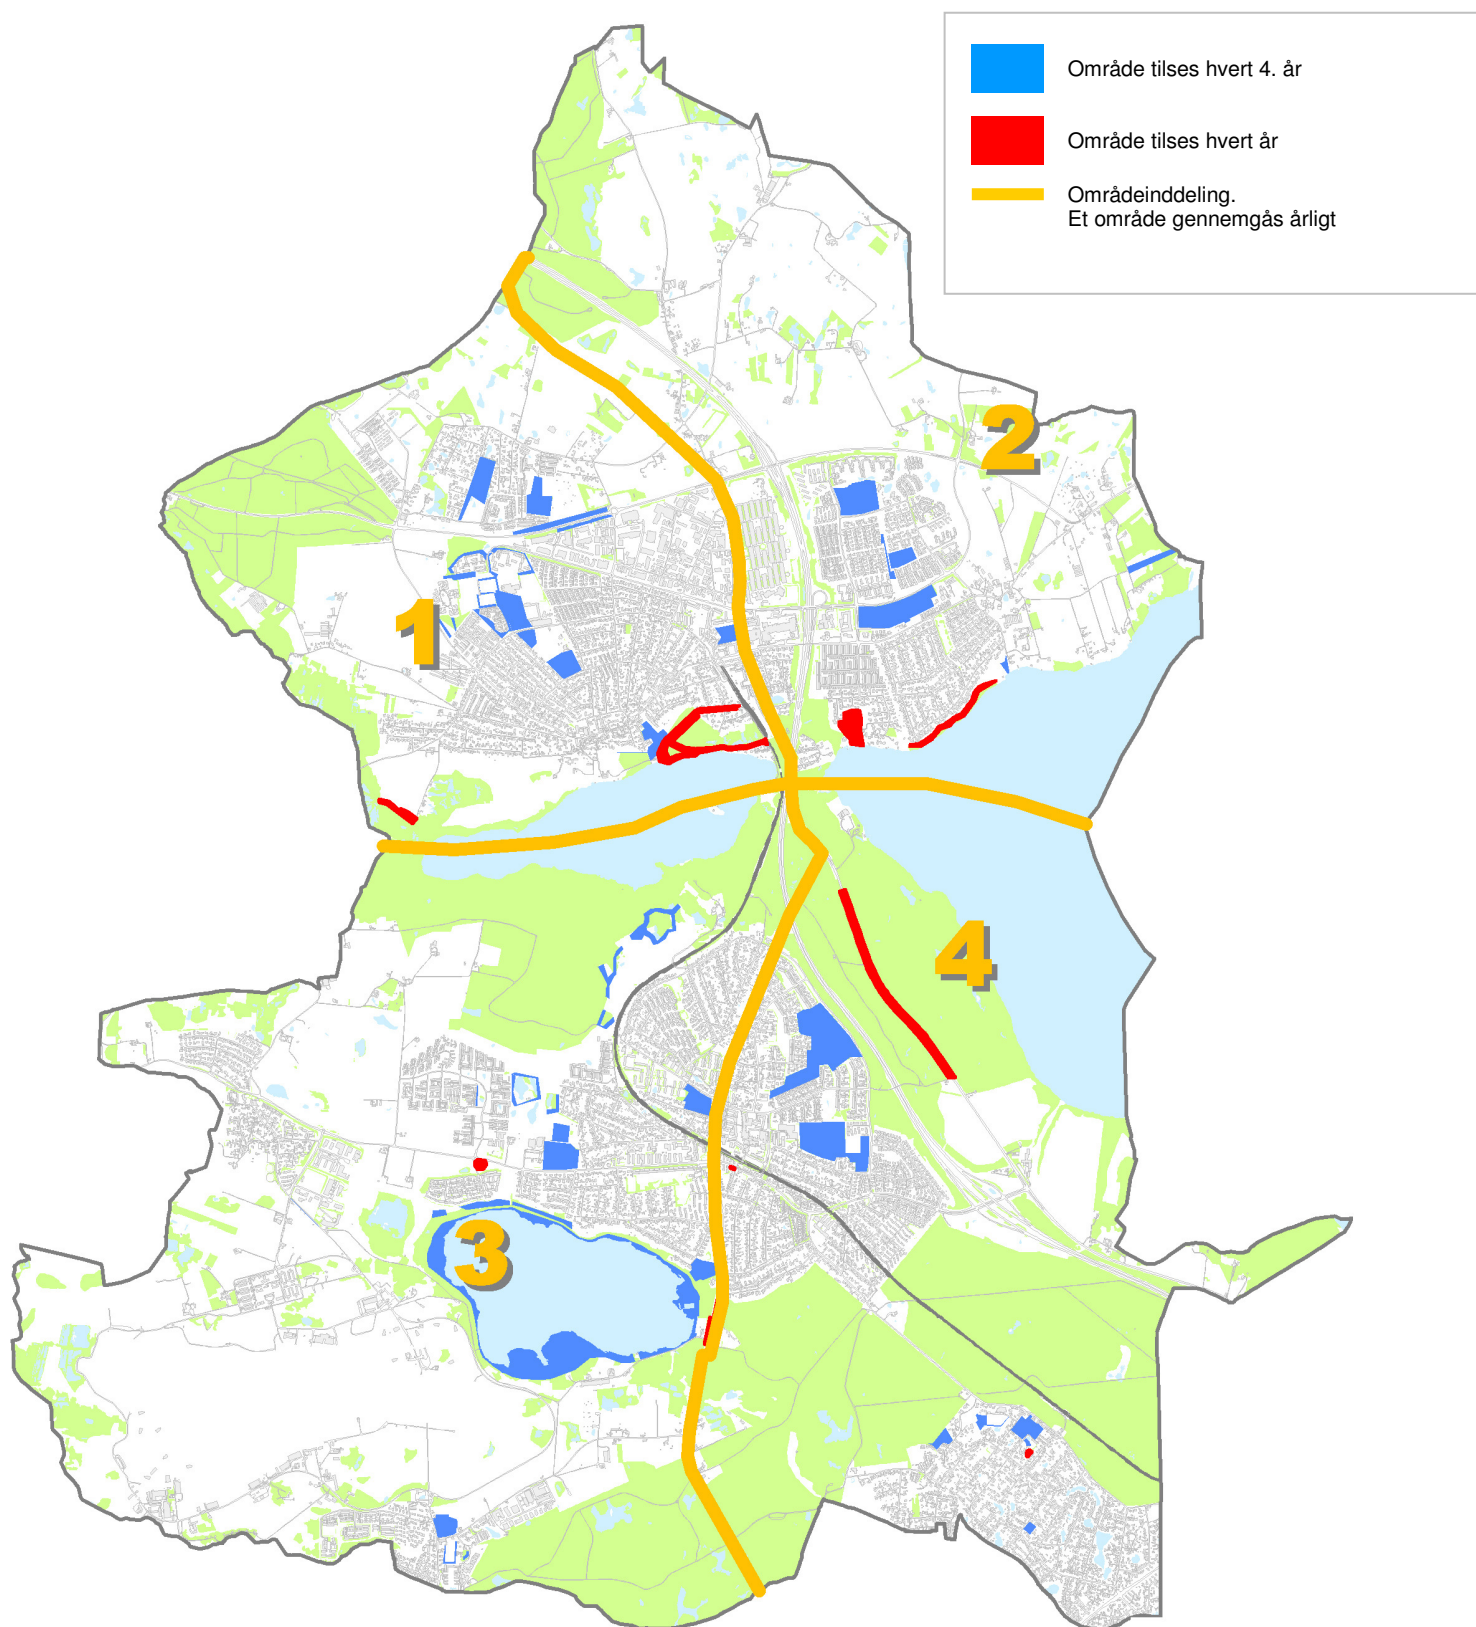 Område tilses hvert 4. år
Område tilses hvert år
Områdeinddeling.
Et område gennemgås årligt
2
1
4
3